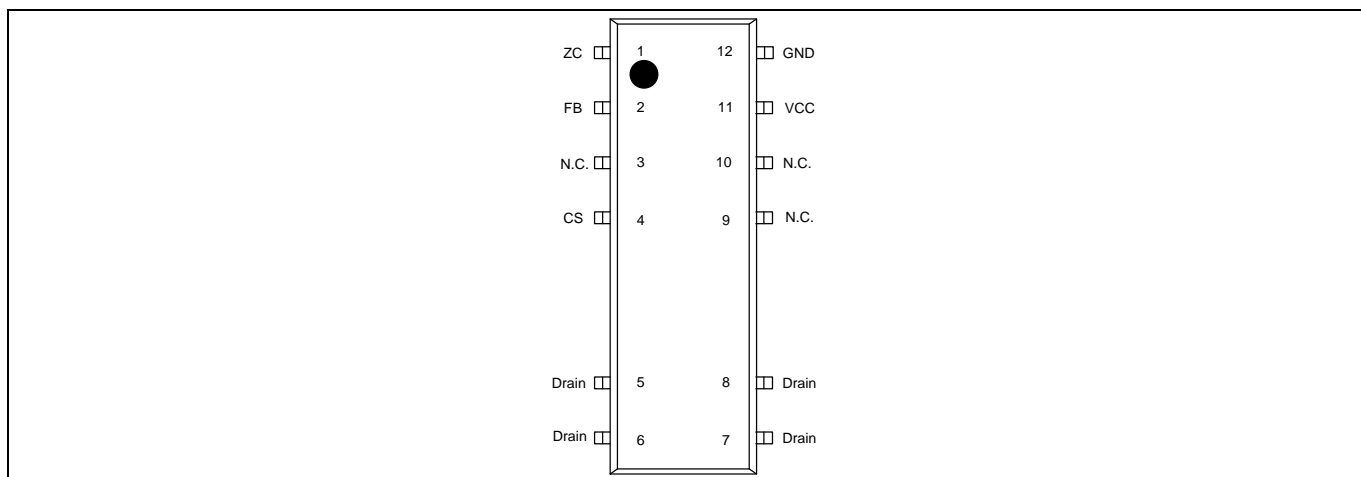 ZC 1 12 GND
FB 2 11 VCC
N.C. 3 10 N.C.
CS 4 9 N.C.
Drain 5 8 Drain
Drain 6 7 Drain